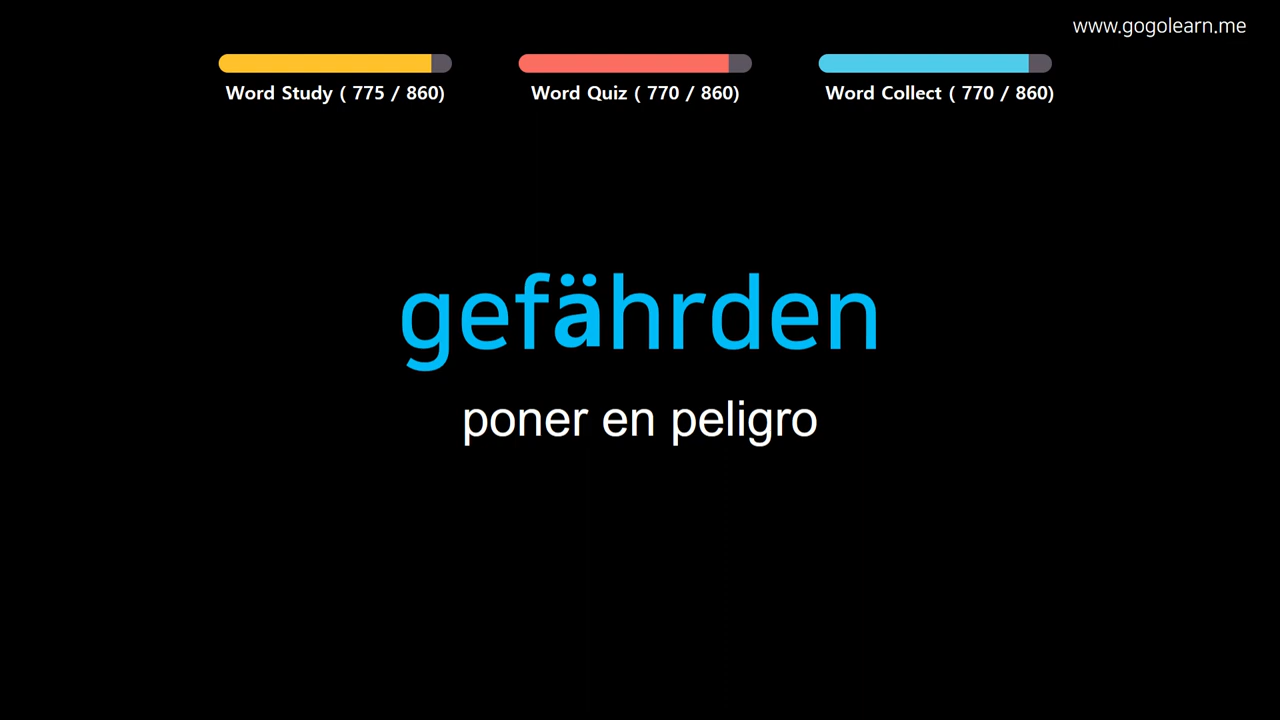 www.gogolearn.me
Word Study ( 775 / 860)
Word Quiz ( 770 / 860)
Word Collect ( 770 / 860)
gefährden
poner en peligro